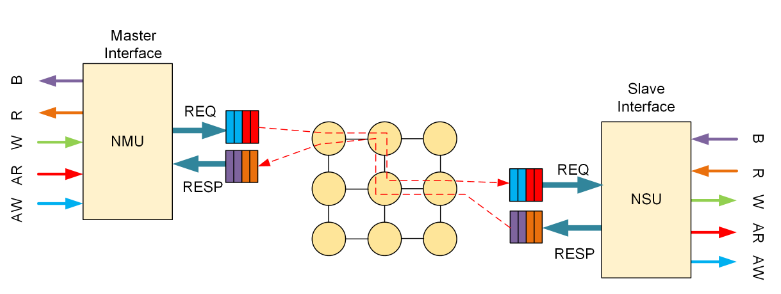 Master
Interface
B
R
W
AR
AW
NMU
REQ
RESP
Slave
Interface
REQ
RESP
NSU
B
R
W
AR
AW